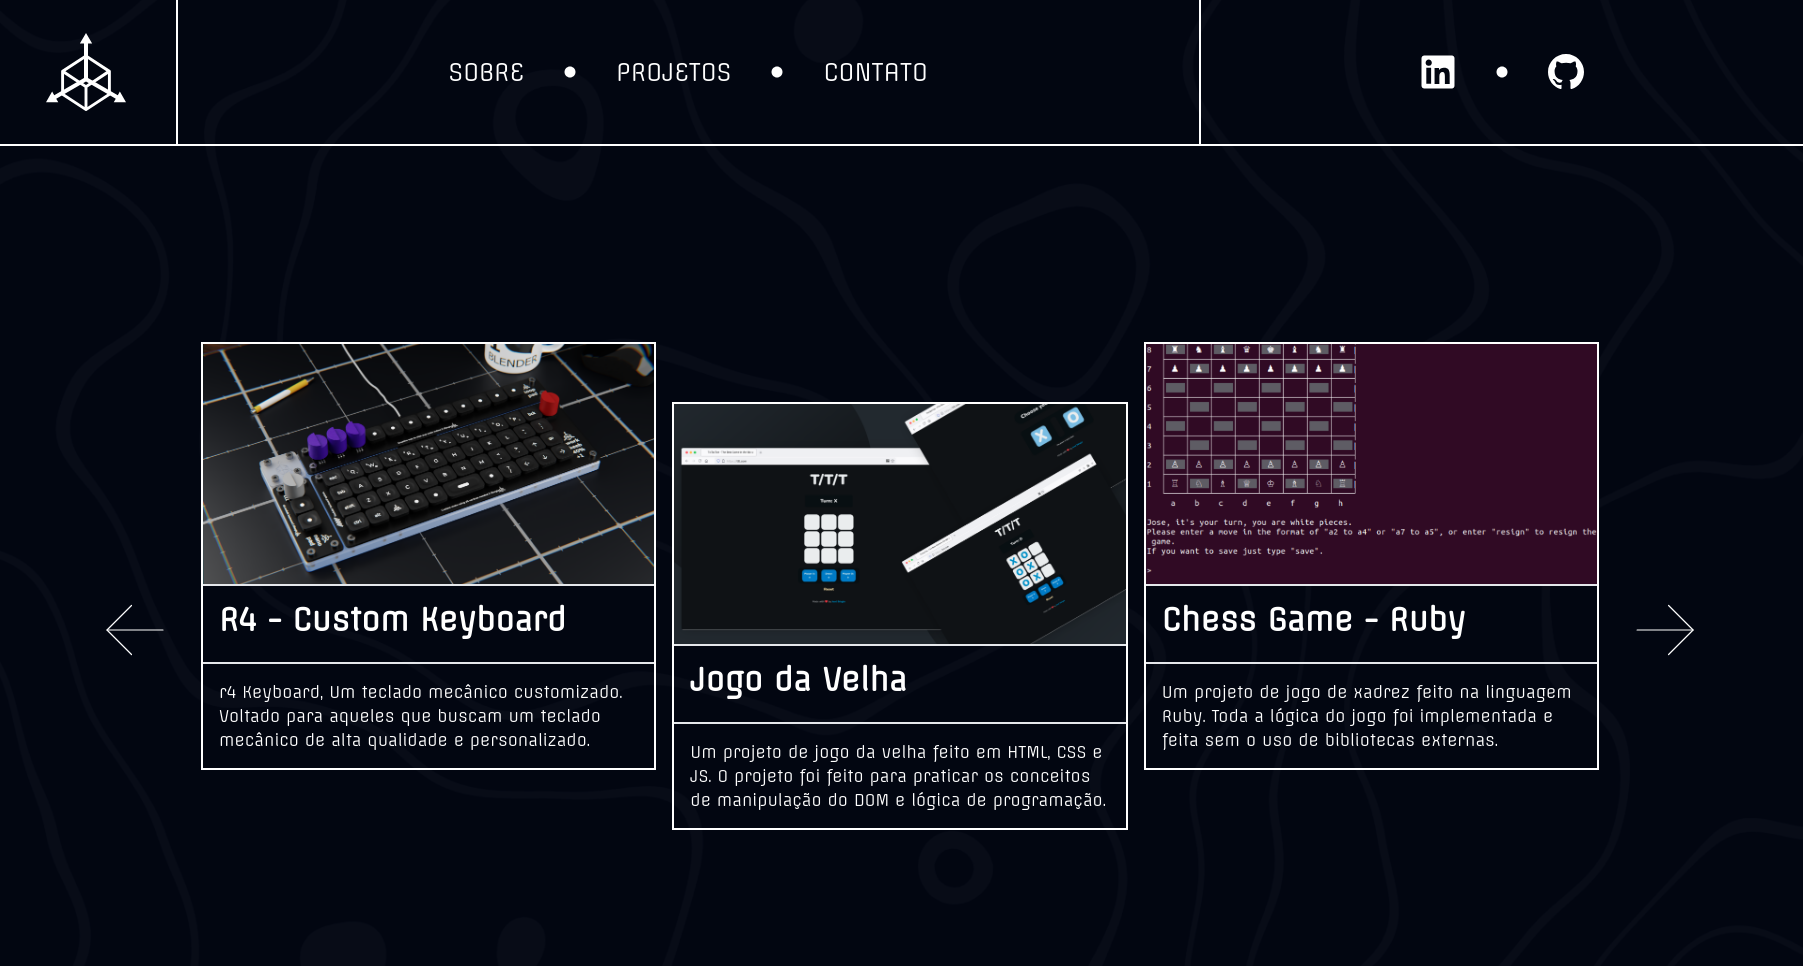 SOBRE • PROJETOS • CONTATO
BLENDER
R4 - Custom Keyboard
r4 Keyboard, Um teclado mecânico customizado.
Voltado para aqueles que buscam um teclado
mecânico de alta qualidade e personalizado.
T/T/T
Turn: X
Choose
T/T/T
Jogo da Velha
Um projeto de jogo da velha feito em HTML, CSS e
JS. O projeto foi feito para praticar os conceitos
de manipulação do DOM e lógica de programação.
8
7
6
5
4
3
2
1
a b c d e f g h
Jose, it's your turn, you are white pieces.
Please enter a move in the format of "a2 to a4" or "a7 to a5", or enter "resign" to resign the
game.
If you want to save just type "save".
>
Chess Game - Ruby
Um projeto de jogo de xadrez feito na linguagem
Ruby. Toda a lógica do jogo foi implementada e
feita sem o uso de bibliotecas externas.